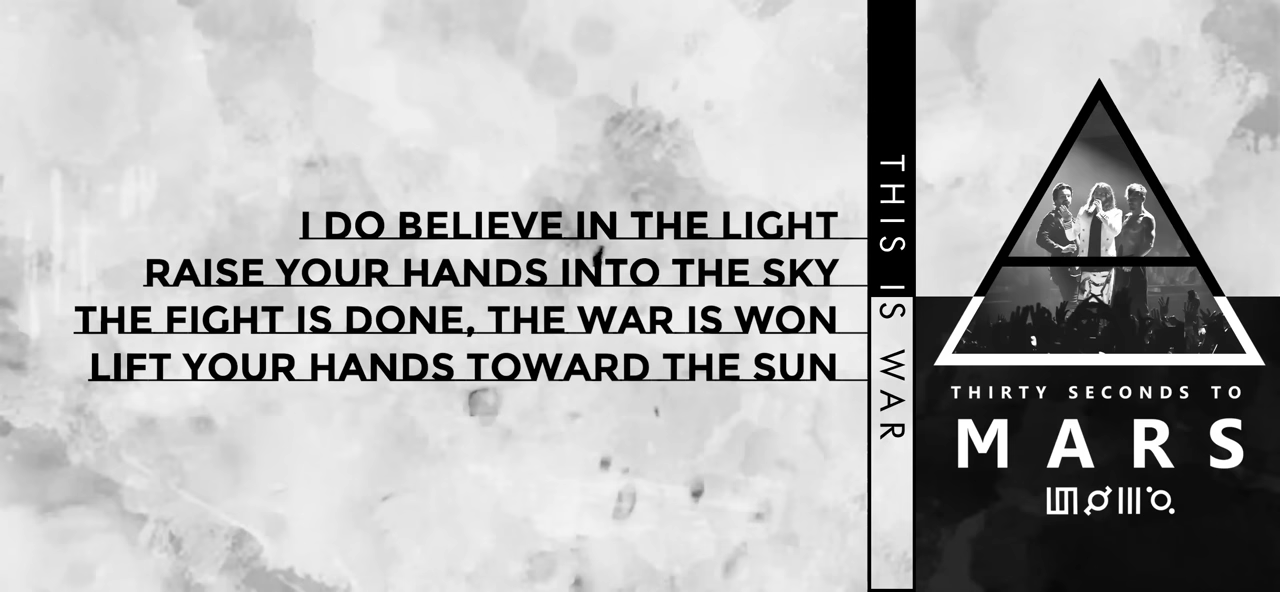 I DO BELIEVE IN THE LIGHT
RAISE YOUR HANDS INTO THE SKY
THE FIGHT IS DONE, THE WAR IS WON
LIFT YOUR HANDS TOWARD THE SUN
THIS IS WAR
THIRTY SECONDS TO
MARS